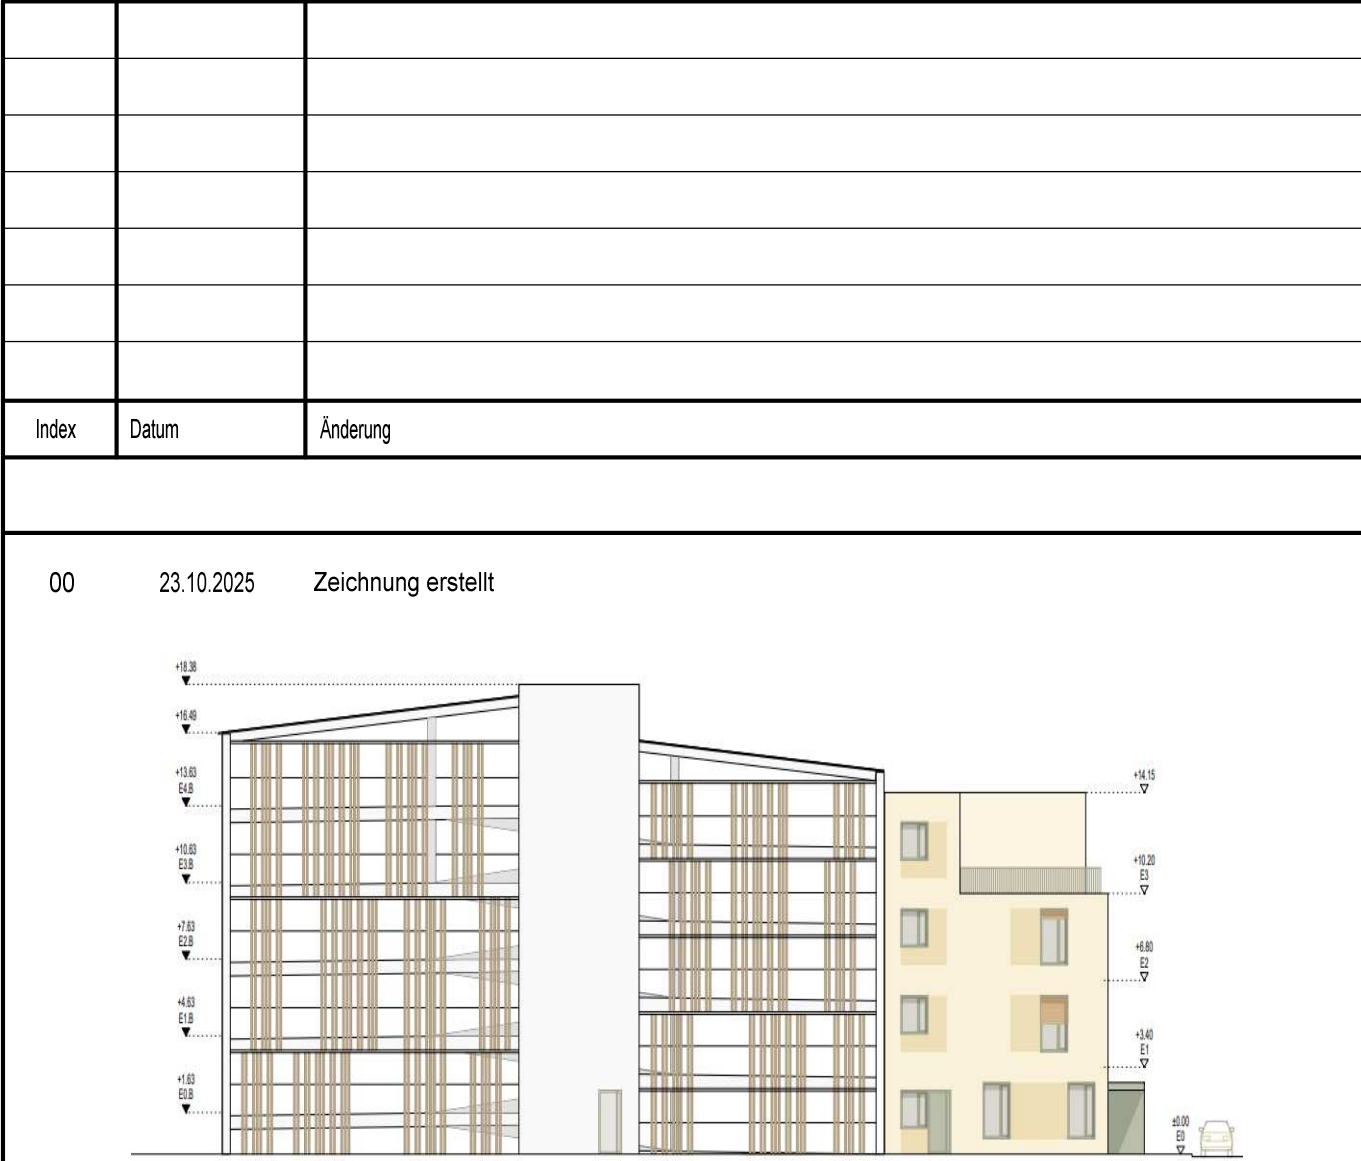 Index Datum Änderung
00 23.10.2025 Zeichnung erstellt
+18.38
+16.49
+13.63
E4.B
+10.63
E3.B
+7.63
E2.B
+4.63
E1.B
+1.63
E0.B
+14.15
+10.20
E3
+6.80
E2
+3.40
E1
±0.00
E0